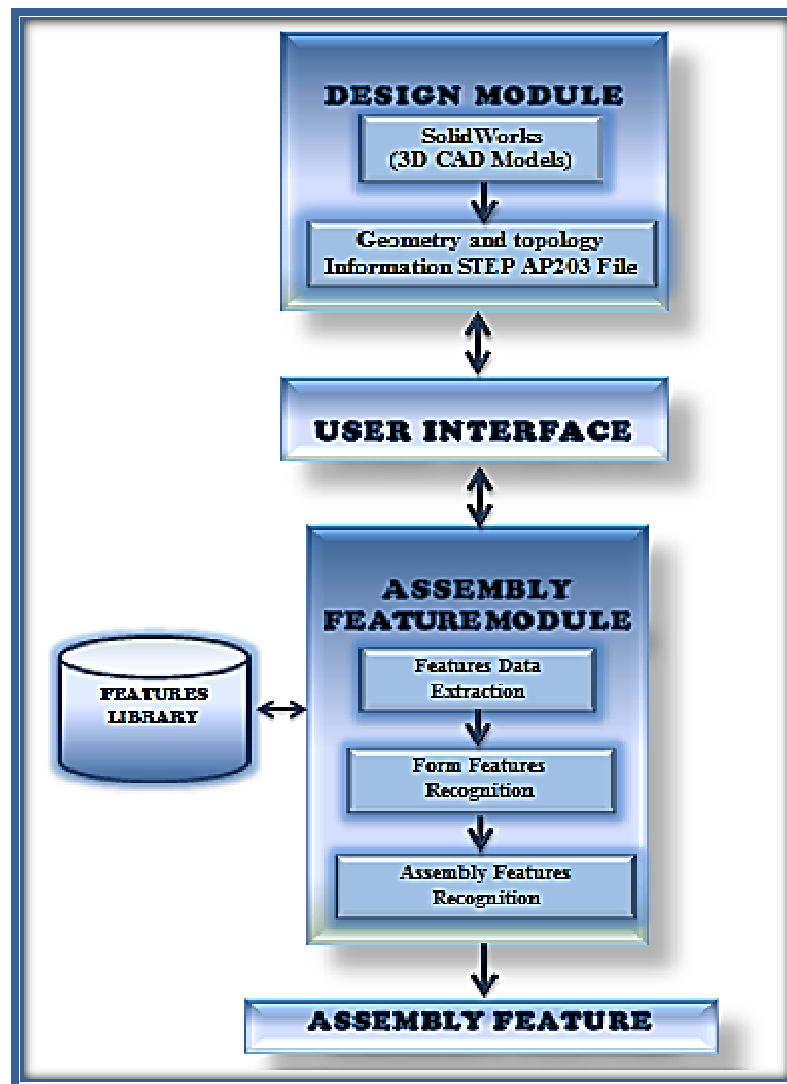 DESIGN MODULE
SolidWorks
(3D CAD Models)
Geometry and topology
Information STEP AP203 File
USER INTERFACE
ASSEMBLY
FEATURE MODULE
Features Data
Extraction
FEATURES
LIBRARY
Form Features
Recognition
Assembly Features
Recognition
ASSEMBLY FEATURE